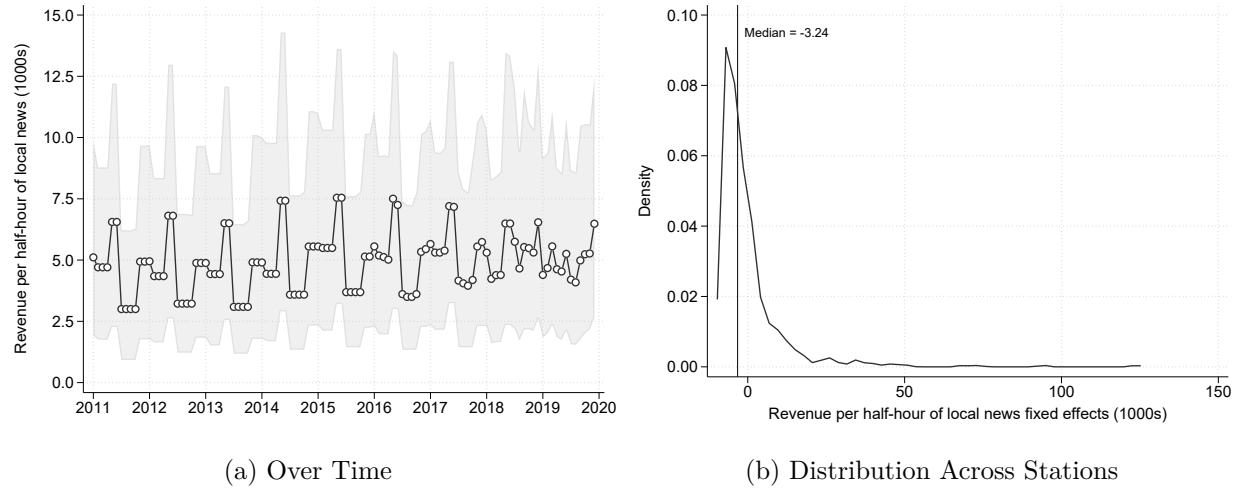 15.0
12.5
10.0
7.5
5.0
2.5
0.0
Revenue per half-hour of local news (1000s)
2011 2012 2013 2014 2015 2016 2017 2018 2019 2020
(a) Over Time
0.10
0.08
0.06
0.04
0.02
0.00
Density
Median = -3.24
0 50 100 150
Revenue per half-hour of local news fixed effects (1000s)
(b) Distribution Across Stations